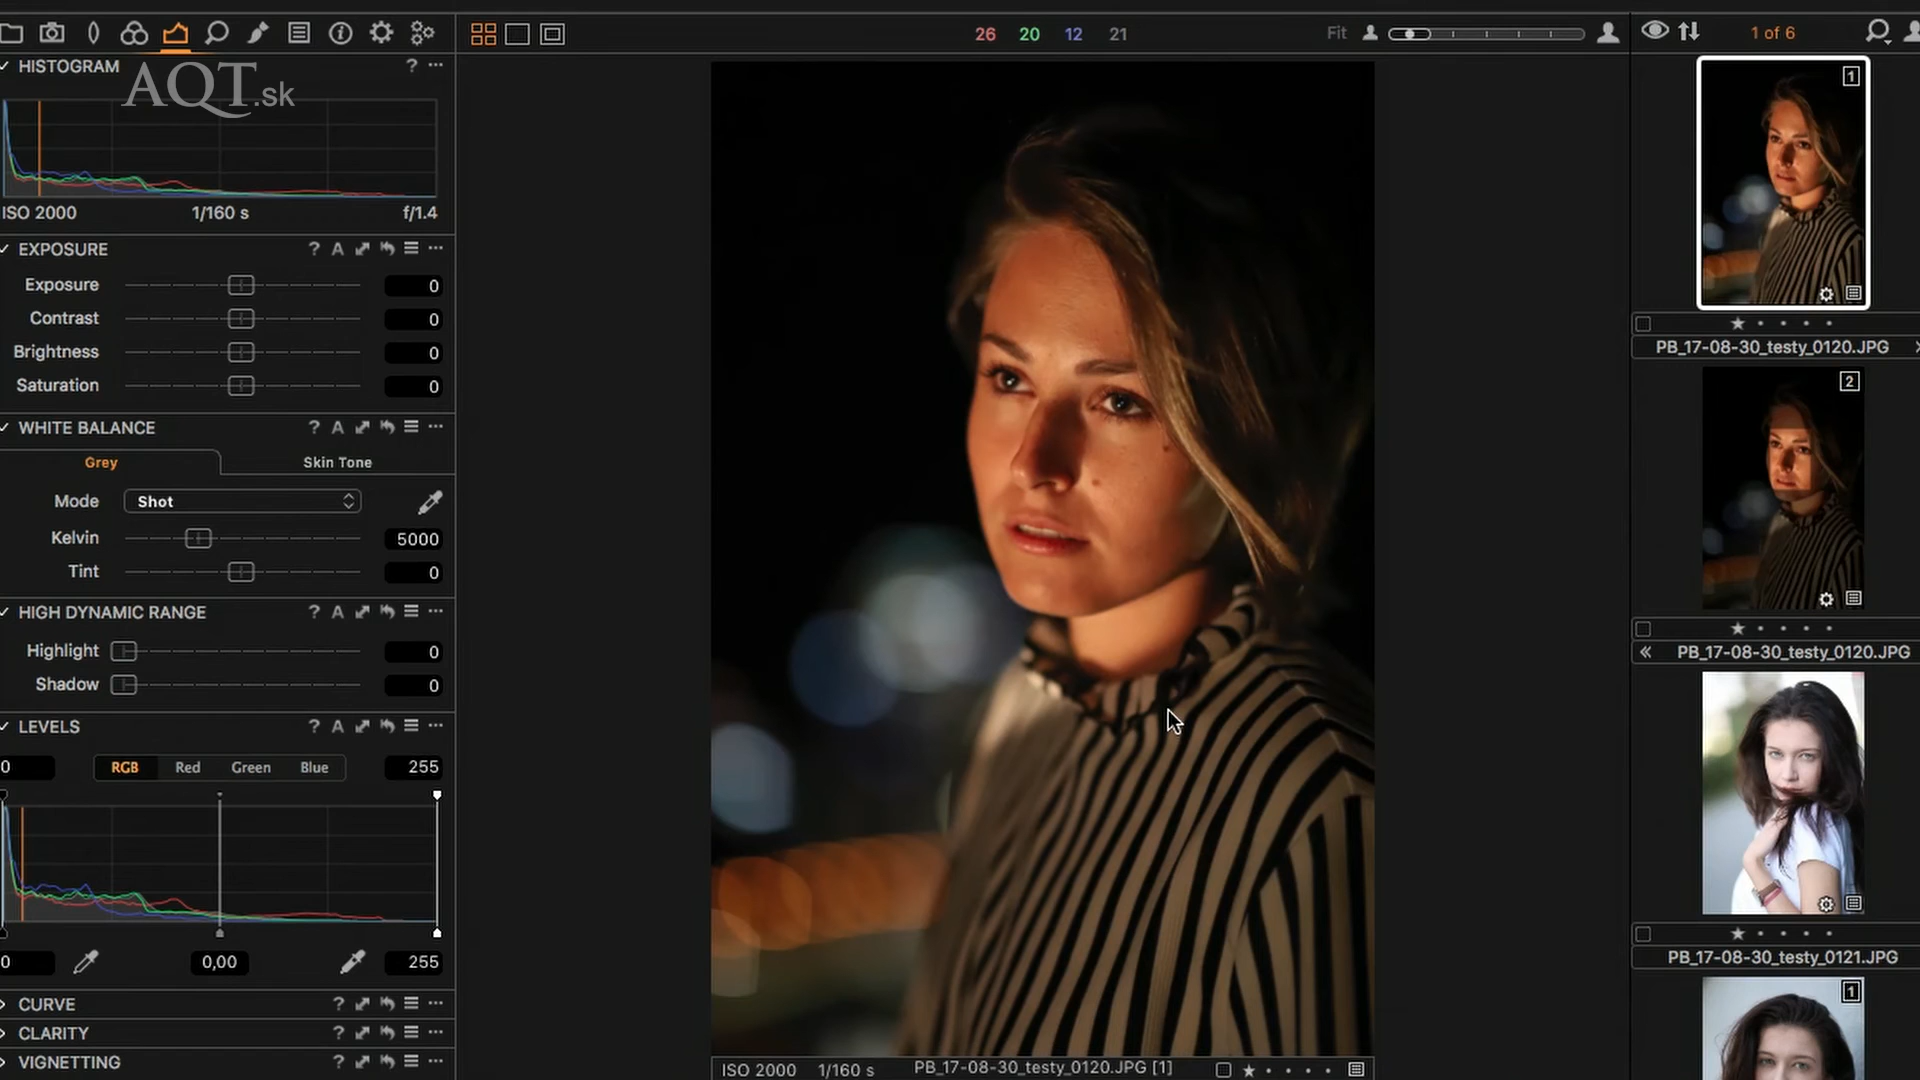 26 20 12 21
Fit
1 of 6
HISTOGRAM ? ...
AQT.sk
ISO 2000 1/160 s f/1.4
EXPOSURE ? A ...
Exposure 0
Contrast 0
Brightness 0
Saturation 0
WHITE BALANCE ? A ...
Grey Skin Tone
Mode Shot
Kelvin 5000
Tint 0
HIGH DYNAMIC RANGE ? A ...
Highlight 0
Shadow 0
LEVELS ? A ...
0 RGB Red Green Blue 255
0 0,00 255
CURVE ? ...
CLARITY ? ...
VIGNETTING ? ...
ISO 2000 1/160 s PB_17-08-30_testy_0120.JPG [1]
1
PB_17-08-30_testy_0120.JPG
2
PB_17-08-30_testy_0120.JPG
PB_17-08-30_testy_0121.JPG
1